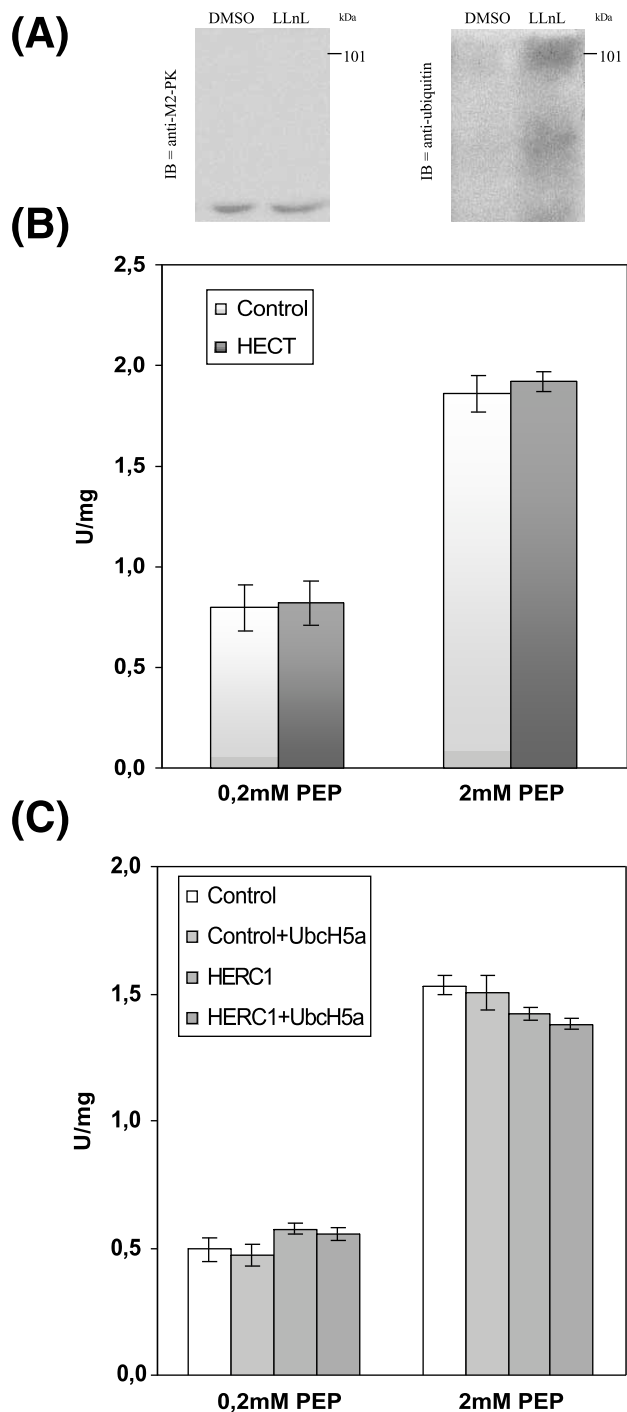 (A)
DMSO LLnL kDa
101
IB = anti-M2-PK
DMSO LLnL kDa
101
IB = anti-ubiquitin
(B)
2,5
2,0
1,5
1,0
0,5
0,0
U/mg
Control
HECT
0,2mM PEP 2mM PEP
(C)
2,0
1,5
1,0
0,5
0,0
U/mg
Control
Control+UbcH5a
HERC1
HERC1+UbcH5a
0,2mM PEP 2mM PEP